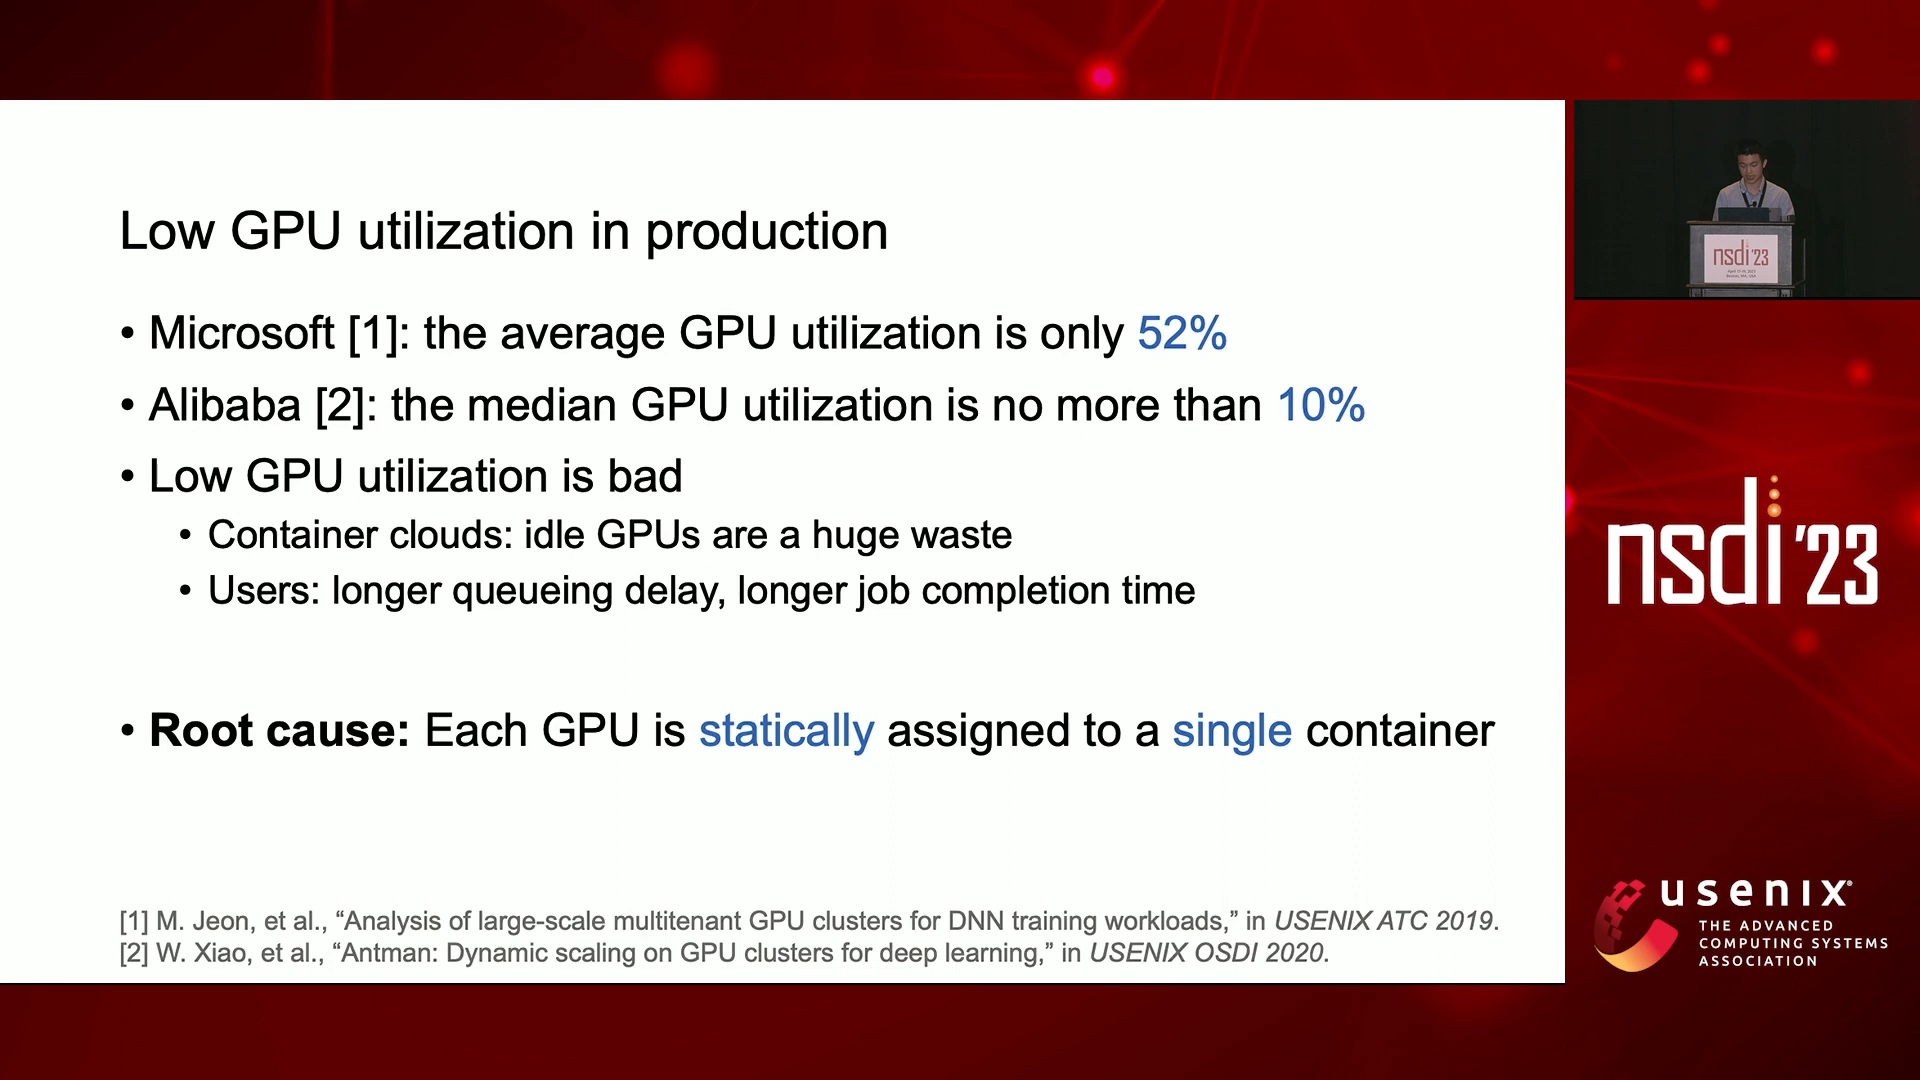 Low GPU utilization in production
• Microsoft [1]: the average GPU utilization is only 52%
• Alibaba [2]: the median GPU utilization is no more than 10%
• Low GPU utilization is bad
• Container clouds: idle GPUs are a huge waste
• Users: longer queueing delay, longer job completion time
• Root cause: Each GPU is statically assigned to a single container
[1] M. Jeon, et al., “Analysis of large-scale multitenant GPU clusters for DNN training workloads,” in USENIX ATC 2019.
[2] W. Xiao, et al., “Antman: Dynamic scaling on GPU clusters for deep learning,” in USENIX OSDI 2020.
nsdi '23
nsdi '23
usenix®
THE ADVANCED
COMPUTING SYSTEMS
ASSOCIATION